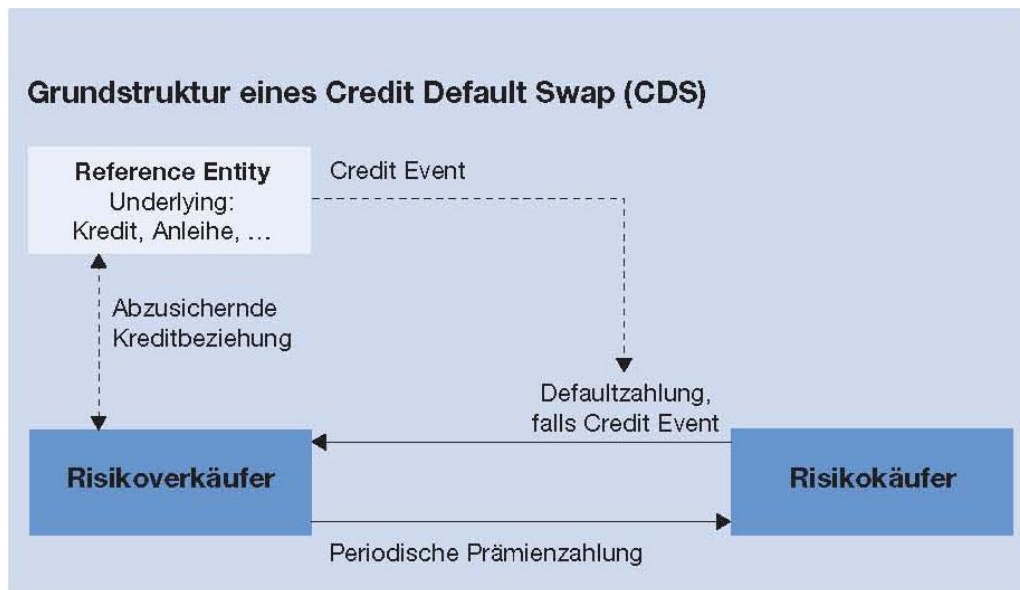 Grundstruktur eines Credit Default Swap (CDS)
Reference Entity
Underlying:
Kredit, Anleihe, ...
Credit Event
Abzusichernde
Kreditbeziehung
Defaultzahlung,
falls Credit Event
Risikoverkäufer
Risikokäufer
Periodische Prämienzahlung